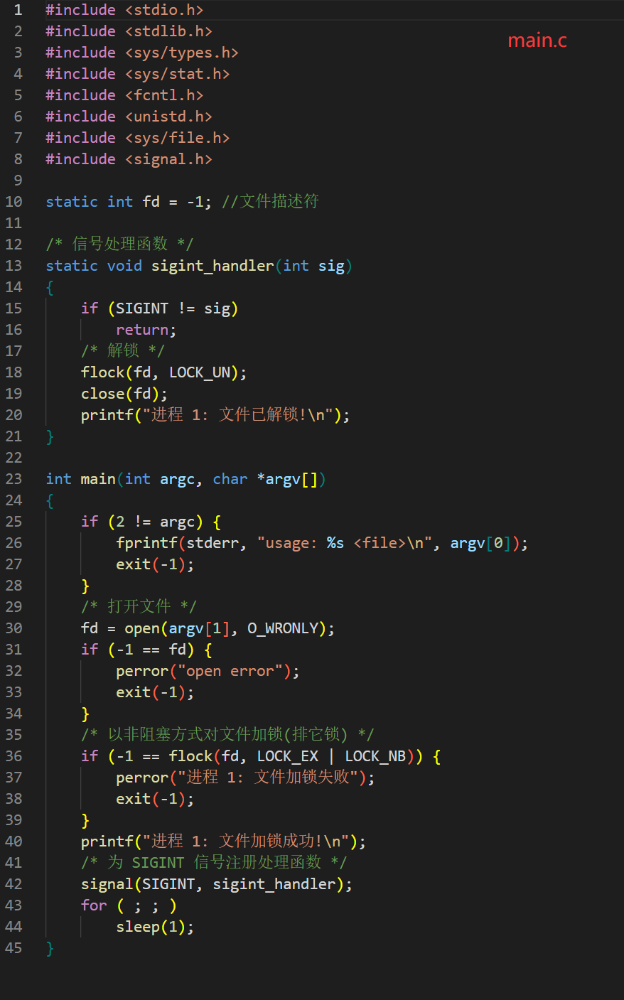 1 #include <stdio.h>
2 #include <stdlib.h>
main.c
3 #include <sys/types.h>
4 #include <sys/stat.h>
5 #include <fcntl.h>
6 #include <unistd.h>
7 #include <sys/file.h>
8 #include <signal.h>
9
10 static int fd = -1; //文件描述符
11
12 /* 信号处理函数 */
13 static void sigint_handler(int sig)
14 {
15     if (SIGINT != sig)
16         return;
17     /* 解锁 */
18     flock(fd, LOCK_UN);
19     close(fd);
20     printf("进程 1: 文件已解锁!\n");
21 }
22
23 int main(int argc, char *argv[])
24 {
25     if (2 != argc) {
26         fprintf(stderr, "usage: %s <file>\n", argv[0]);
27         exit(-1);
28     }
29     /* 打开文件 */
30     fd = open(argv[1], O_WRONLY);
31     if (-1 == fd) {
32         perror("open error");
33         exit(-1);
34     }
35     /* 以非阻塞方式对文件加锁(排它锁) */
36     if (-1 == flock(fd, LOCK_EX | LOCK_NB)) {
37         perror("进程 1: 文件加锁失败");
38         exit(-1);
39     }
40     printf("进程 1: 文件加锁成功!\n");
41     /* 为 SIGINT 信号注册处理函数 */
42     signal(SIGINT, sigint_handler);
43     for ( ; ; )
44         sleep(1);
45 }